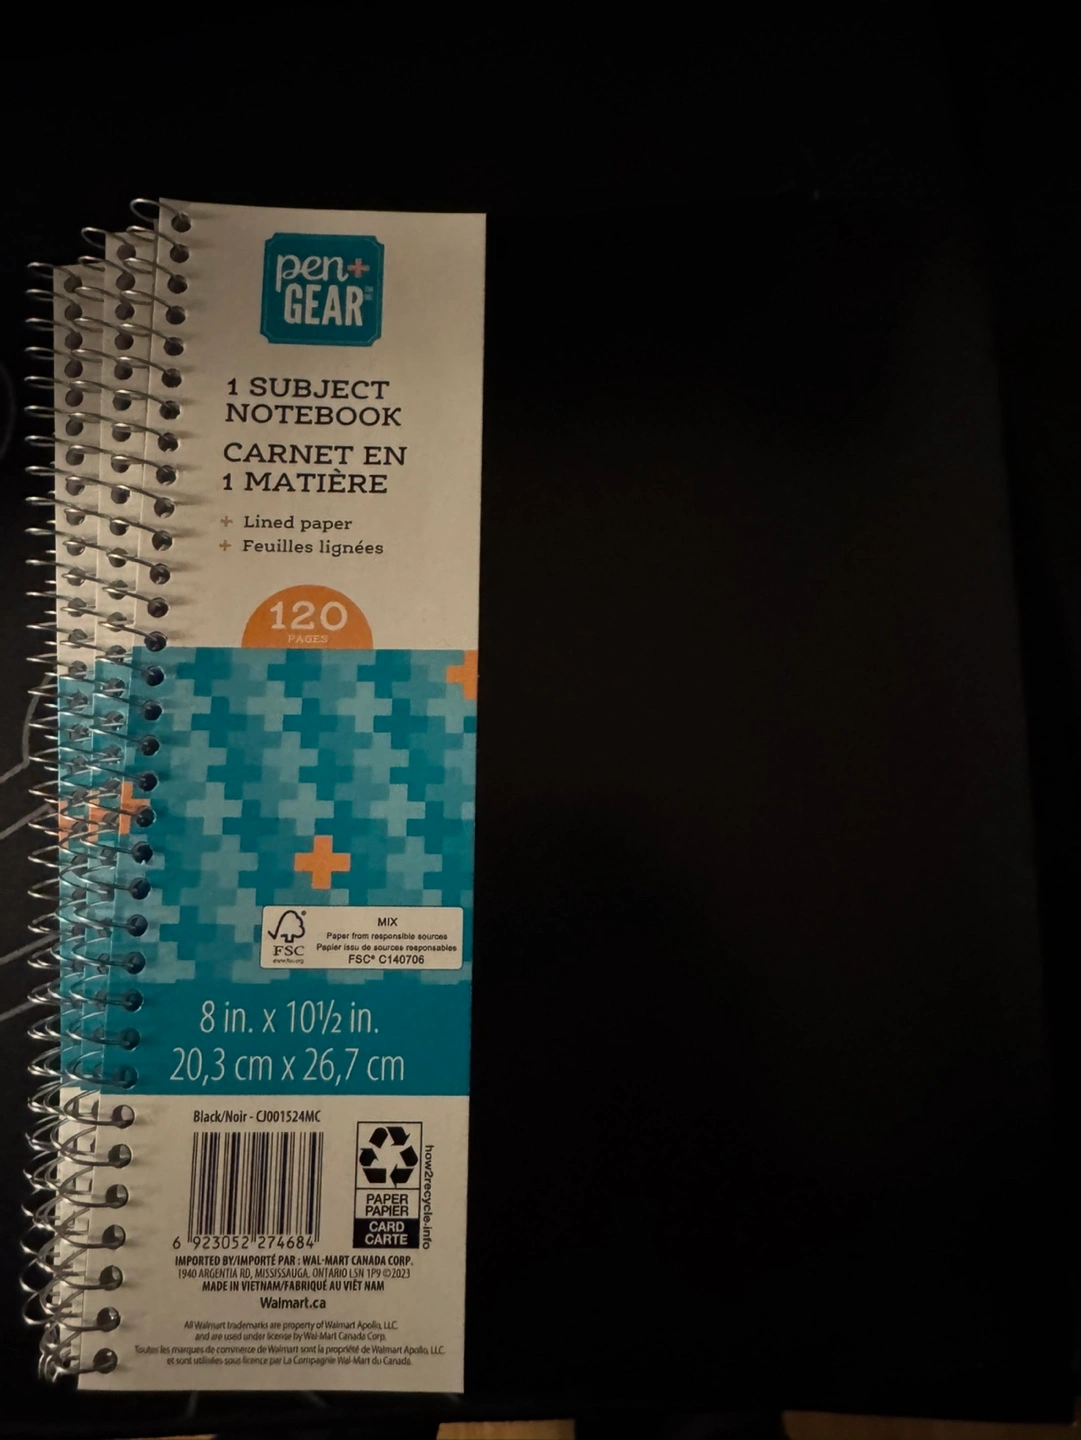 pen+
GEAR
1 SUBJECT
NOTEBOOK
CARNET EN
1 MATIÈRE
+ Lined paper
+ Feuilles lignées
120
PAGES
MIX
Paper from responsible sources
Papier issu de sources responsables
FSC® C140706
FSC
www.fsc.org
8 in. x 10½ in.
20,3 cm x 26,7 cm
Black/Noir - CJ001524MC
how2recycle.info
PAPER
PAPIER
CARD
CARTE
6 923052 274684
IMPORTED BY/IMPORTÉ PAR : WAL-MART CANADA CORP.
1940 ARGENTIA RD, MISSISSAUGA, ONTARIO L5N 1P9 ©2023
MADE IN VIETNAM/FABRIQUÉ AU VIÊT NAM
Walmart.ca
All Walmart trademarks are property of Walmart Apollo, LLC.
and are used under license by Wal-Mart Canada Corp.
Toutes les marques de commerce de Walmart sont la propriété de Walmart Apollo, LLC.
et sont utilisées sous licence par La Compagnie Wal-Mart du Canada.